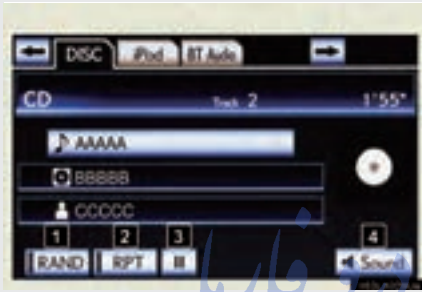 DISC iPod BT Audio
CD Track 2 1'55"
AAAAA
BBBBB
CCCCC
1 2 3 4
RAND RPT Sound